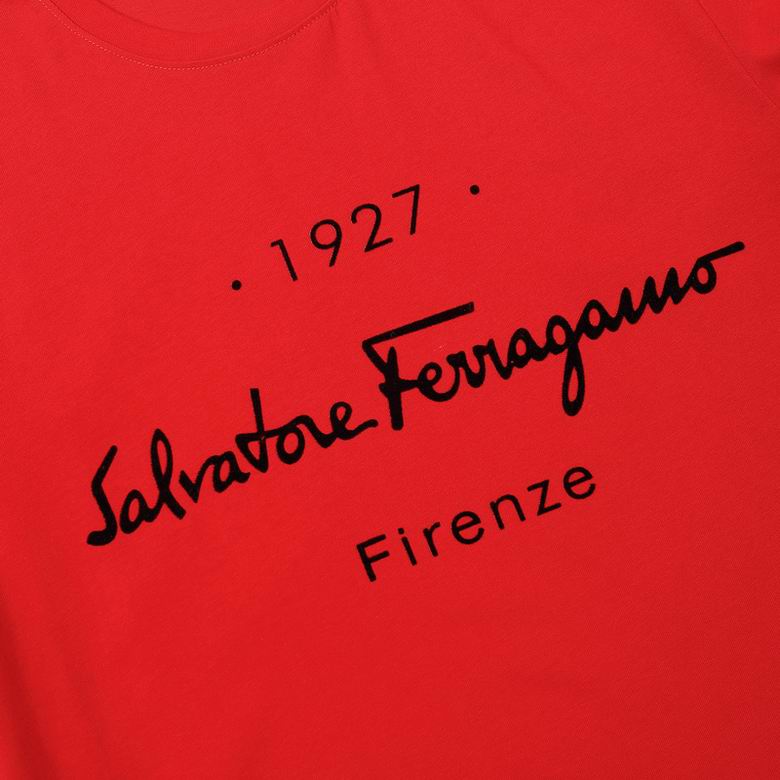 · 1927 ·
Salvatore Ferragamo
Firenze